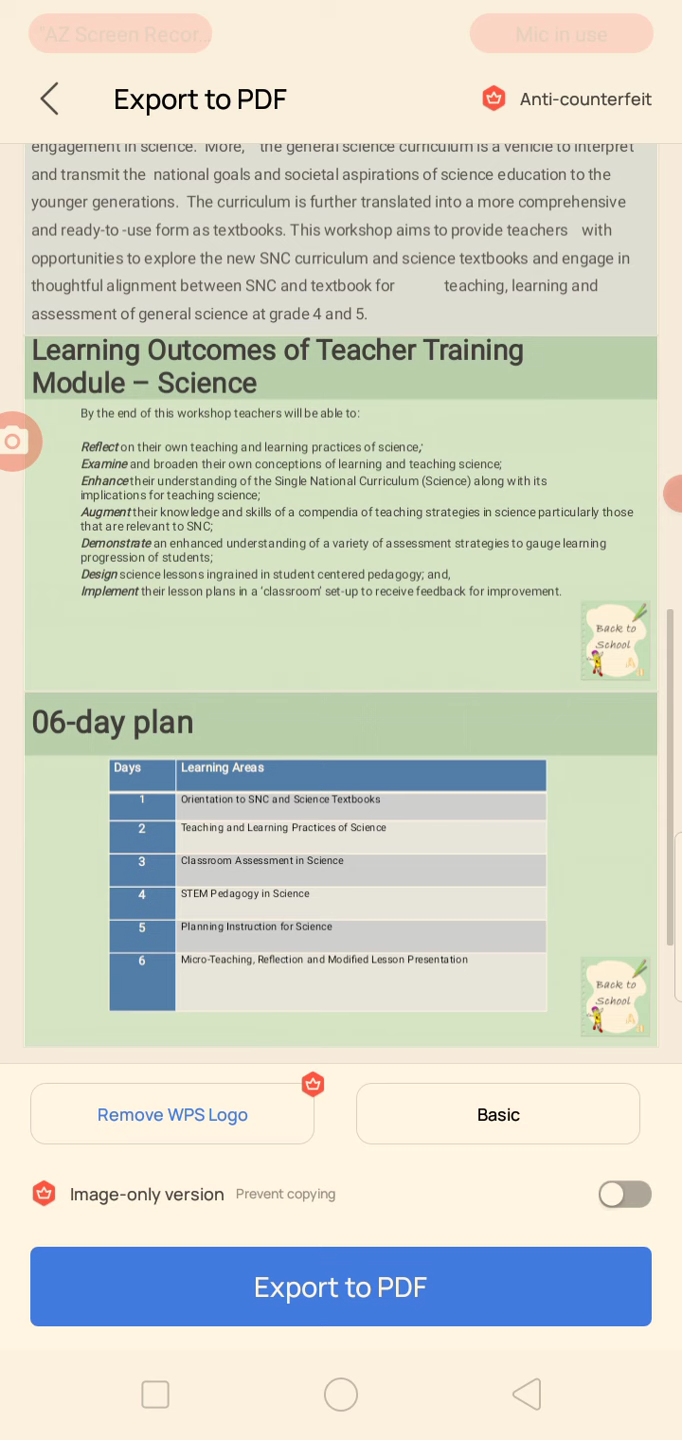 "AZ Screen Recor...
Mic in use
Export to PDF
Anti-counterfeit
engagement in science. More, the general science curriculum is a vehicle to interpret
and transmit the national goals and societal aspirations of science education to the
younger generations. The curriculum is further translated into a more comprehensive
and ready-to -use form as textbooks. This workshop aims to provide teachers with
opportunities to explore the new SNC curriculum and science textbooks and engage in
thoughtful alignment between SNC and textbook for teaching, learning and
assessment of general science at grade 4 and 5.
Learning Outcomes of Teacher Training
Module – Science
By the end of this workshop teachers will be able to:
Reflect on their own teaching and learning practices of science;'
Examine and broaden their own conceptions of learning and teaching science;
Enhance their understanding of the Single National Curriculum (Science) along with its
implications for teaching science;
Augment their knowledge and skills of a compendia of teaching strategies in science particularly those
that are relevant to SNC;
Demonstrate an enhanced understanding of a variety of assessment strategies to gauge learning
progression of students;
Design science lessons ingrained in student centered pedagogy; and,
Implement their lesson plans in a ‘classroom’ set-up to receive feedback for improvement.
Back to
School
06-day plan
Days Learning Areas
1 Orientation to SNC and Science Textbooks
2 Teaching and Learning Practices of Science
3 Classroom Assessment in Science
4 STEM Pedagogy in Science
5 Planning Instruction for Science
6 Micro-Teaching, Reflection and Modified Lesson Presentation
Back to
School
Remove WPS Logo
Basic
Image-only version Prevent copying
Export to PDF